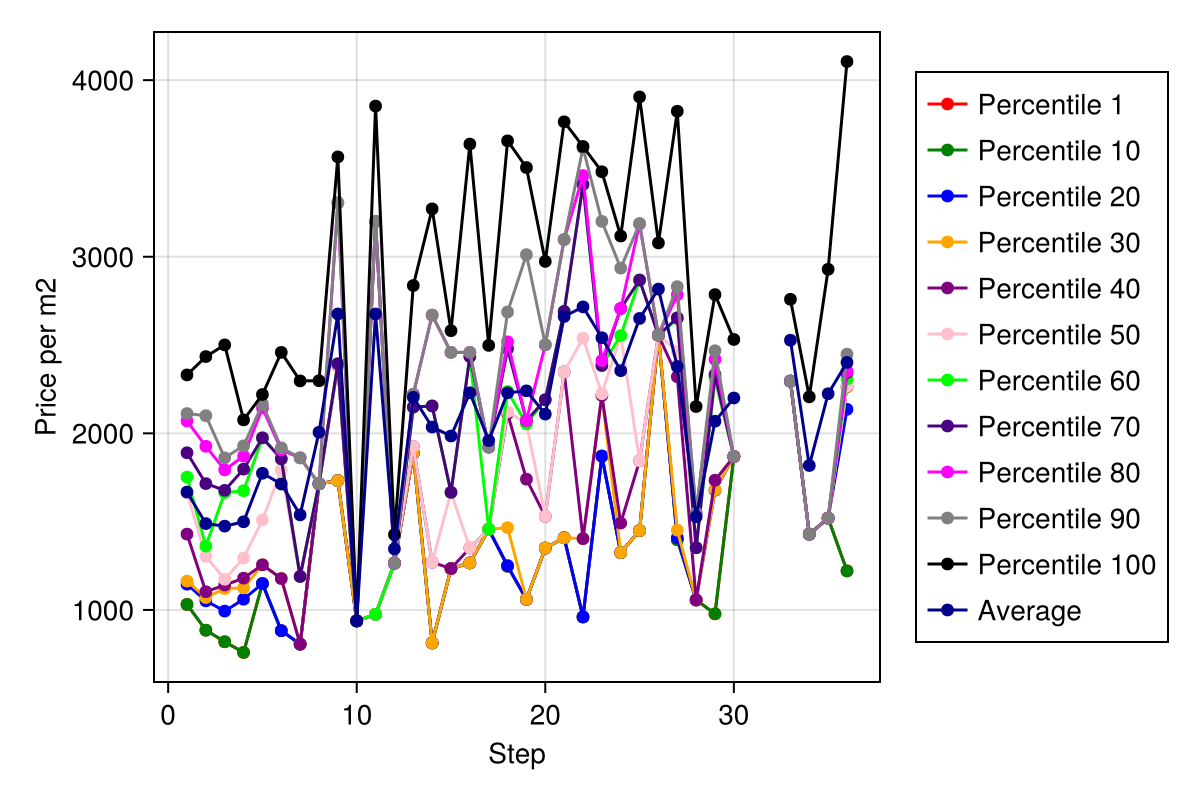 4000
3000
2000
1000
Price per m2
0 10 20 30
Step
Percentile 1
Percentile 10
Percentile 20
Percentile 30
Percentile 40
Percentile 50
Percentile 60
Percentile 70
Percentile 80
Percentile 90
Percentile 100
Average